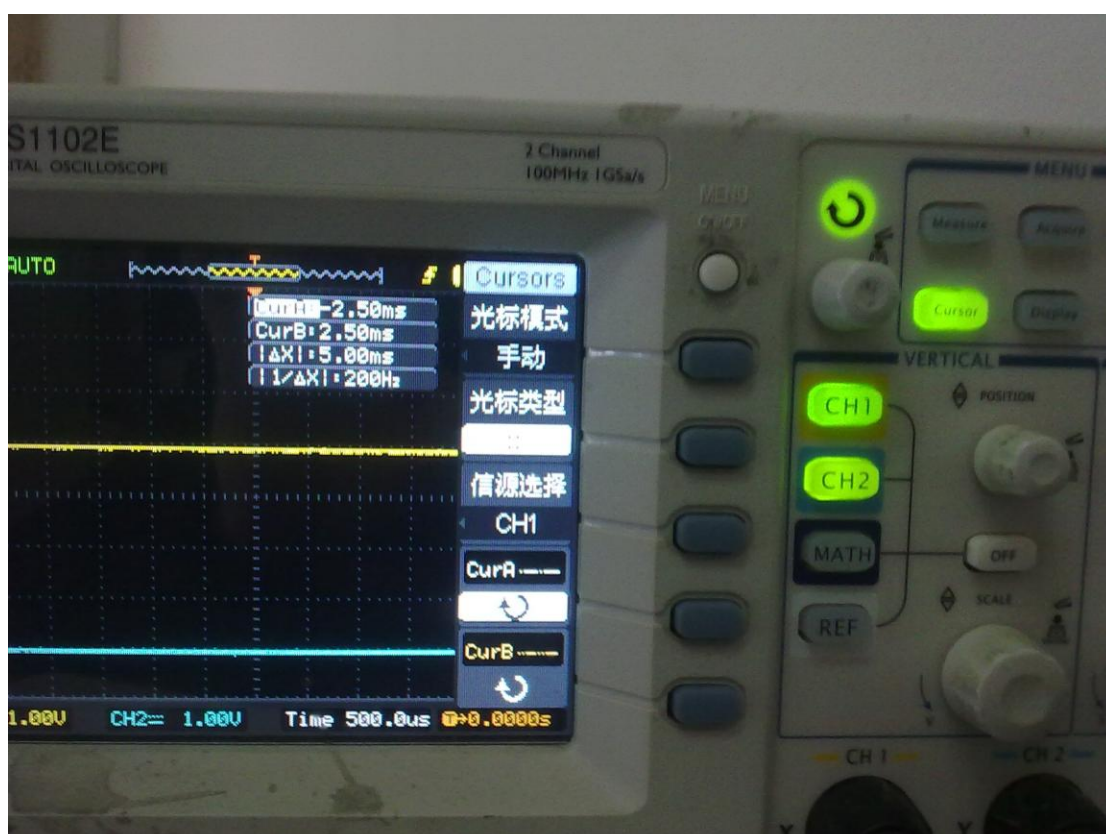 S1102E
ITAL OSCILLOSCOPE
2 Channel
100MHz 1GSa/s
MENU
ON/OFF
MENU
Measure
Acquire
Cursor
Display
AUTO
T
Cursors
CurA:-2.50ms
CurB:2.50ms
|ΔX|:5.00ms
|1/ΔX|:200Hz
光标模式
手动
光标类型
信源选择
CH1
CurA
CurB
1.00V
CH2 1.00V
Time 500.0us
T→0.0000s
VERTICAL
CH1
POSITION
CH2
MATH
OFF
REF
SCALE
CH 1
CH 2
X
Y